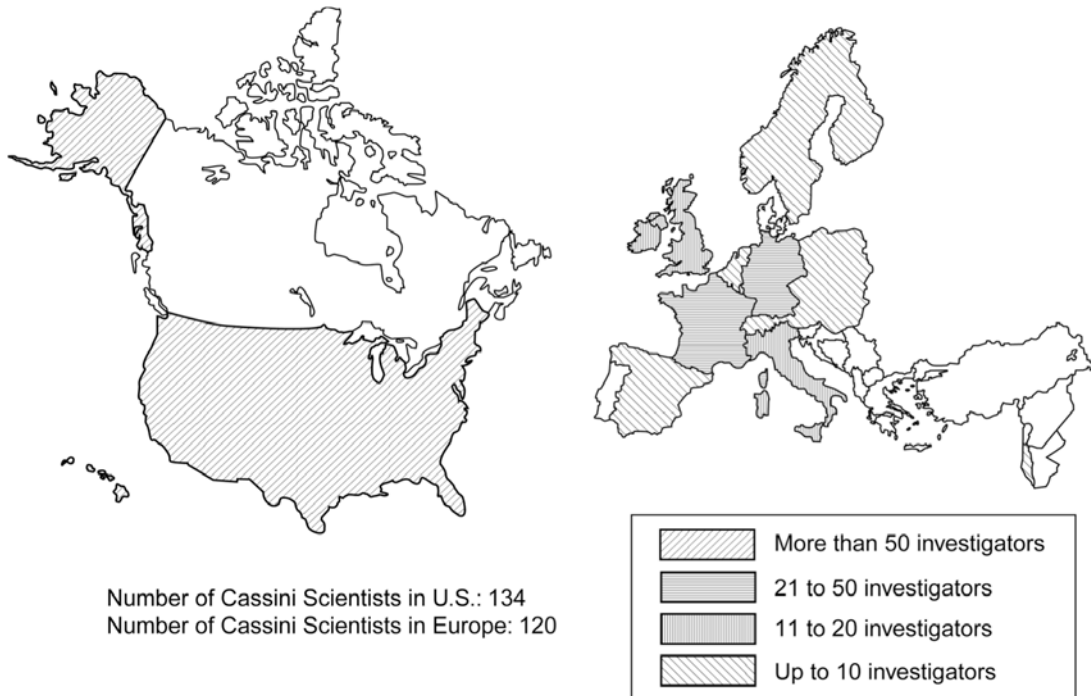 Number of Cassini Scientists in U.S.: 134
Number of Cassini Scientists in Europe: 120
More than 50 investigators
21 to 50 investigators
11 to 20 investigators
Up to 10 investigators